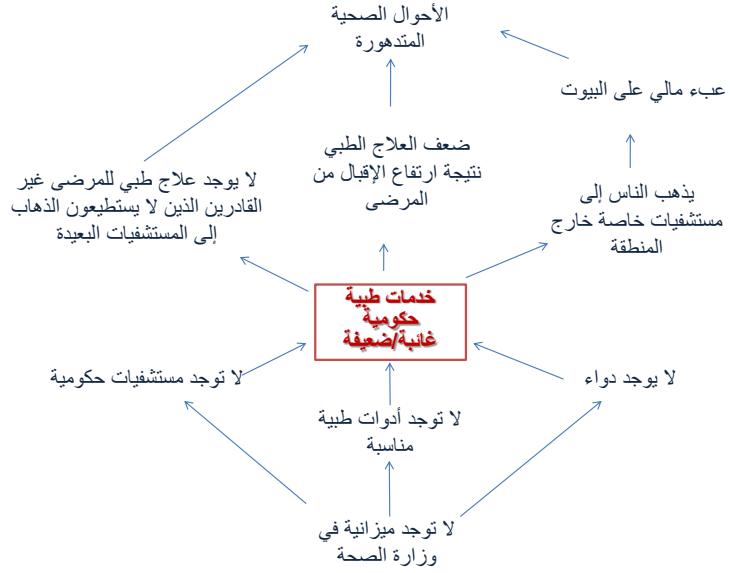 الأحوال الصحية
المتدهورة
عبء مالي على البيوت
ضعف العلاج الطبي
نتيجة ارتفاع الإقبال من
المرضى
لا يوجد علاج طبي للمرضى غير
القادرين الذين لا يستطيعون الذهاب
إلى المستشفيات البعيدة
يذهب الناس إلى
مستشفيات خاصة خارج
المنطقة
خدمات طبية
حكومية
غائبة/ضعيفة
لا يوجد دواء
لا توجد أدوات طبية
مناسبة
لا توجد مستشفيات حكومية
لا توجد ميزانية في
وزارة الصحة